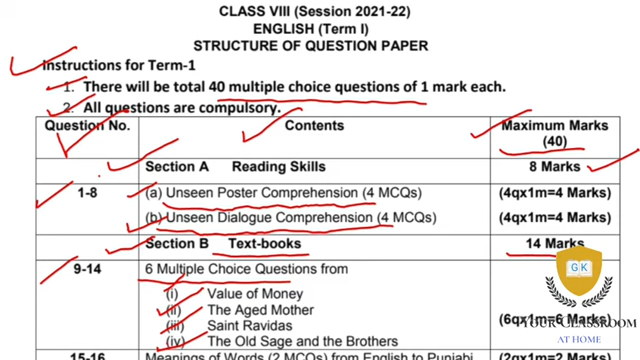 CLASS VIII (Session 2021-22)
ENGLISH (Term I)
STRUCTURE OF QUESTION PAPER
Instructions for Term-1
1. There will be total 40 multiple choice questions of 1 mark each.
2. All questions are compulsory.
Question No. Contents Maximum Marks
(40)
Section A Reading Skills 8 Marks
1-8 (a) Unseen Poster Comprehension (4 MCQs) (4qx1m=4 Marks)
(b) Unseen Dialogue Comprehension (4 MCQs) (4qx1m=4 Marks)
Section B Text-books 14 Marks
9-14 6 Multiple Choice Questions from
(i) Value of Money
(ii) The Aged Mother
(iii) Saint Ravidas (6qx1m=6 Marks)
(iv) The Old Sage and the Brothers
15-16 Meanings of Words (2 MCQs) from English to Punjabi (2qx1m=2 Marks)
GK
YOUR CLASSROOM
AT HOME